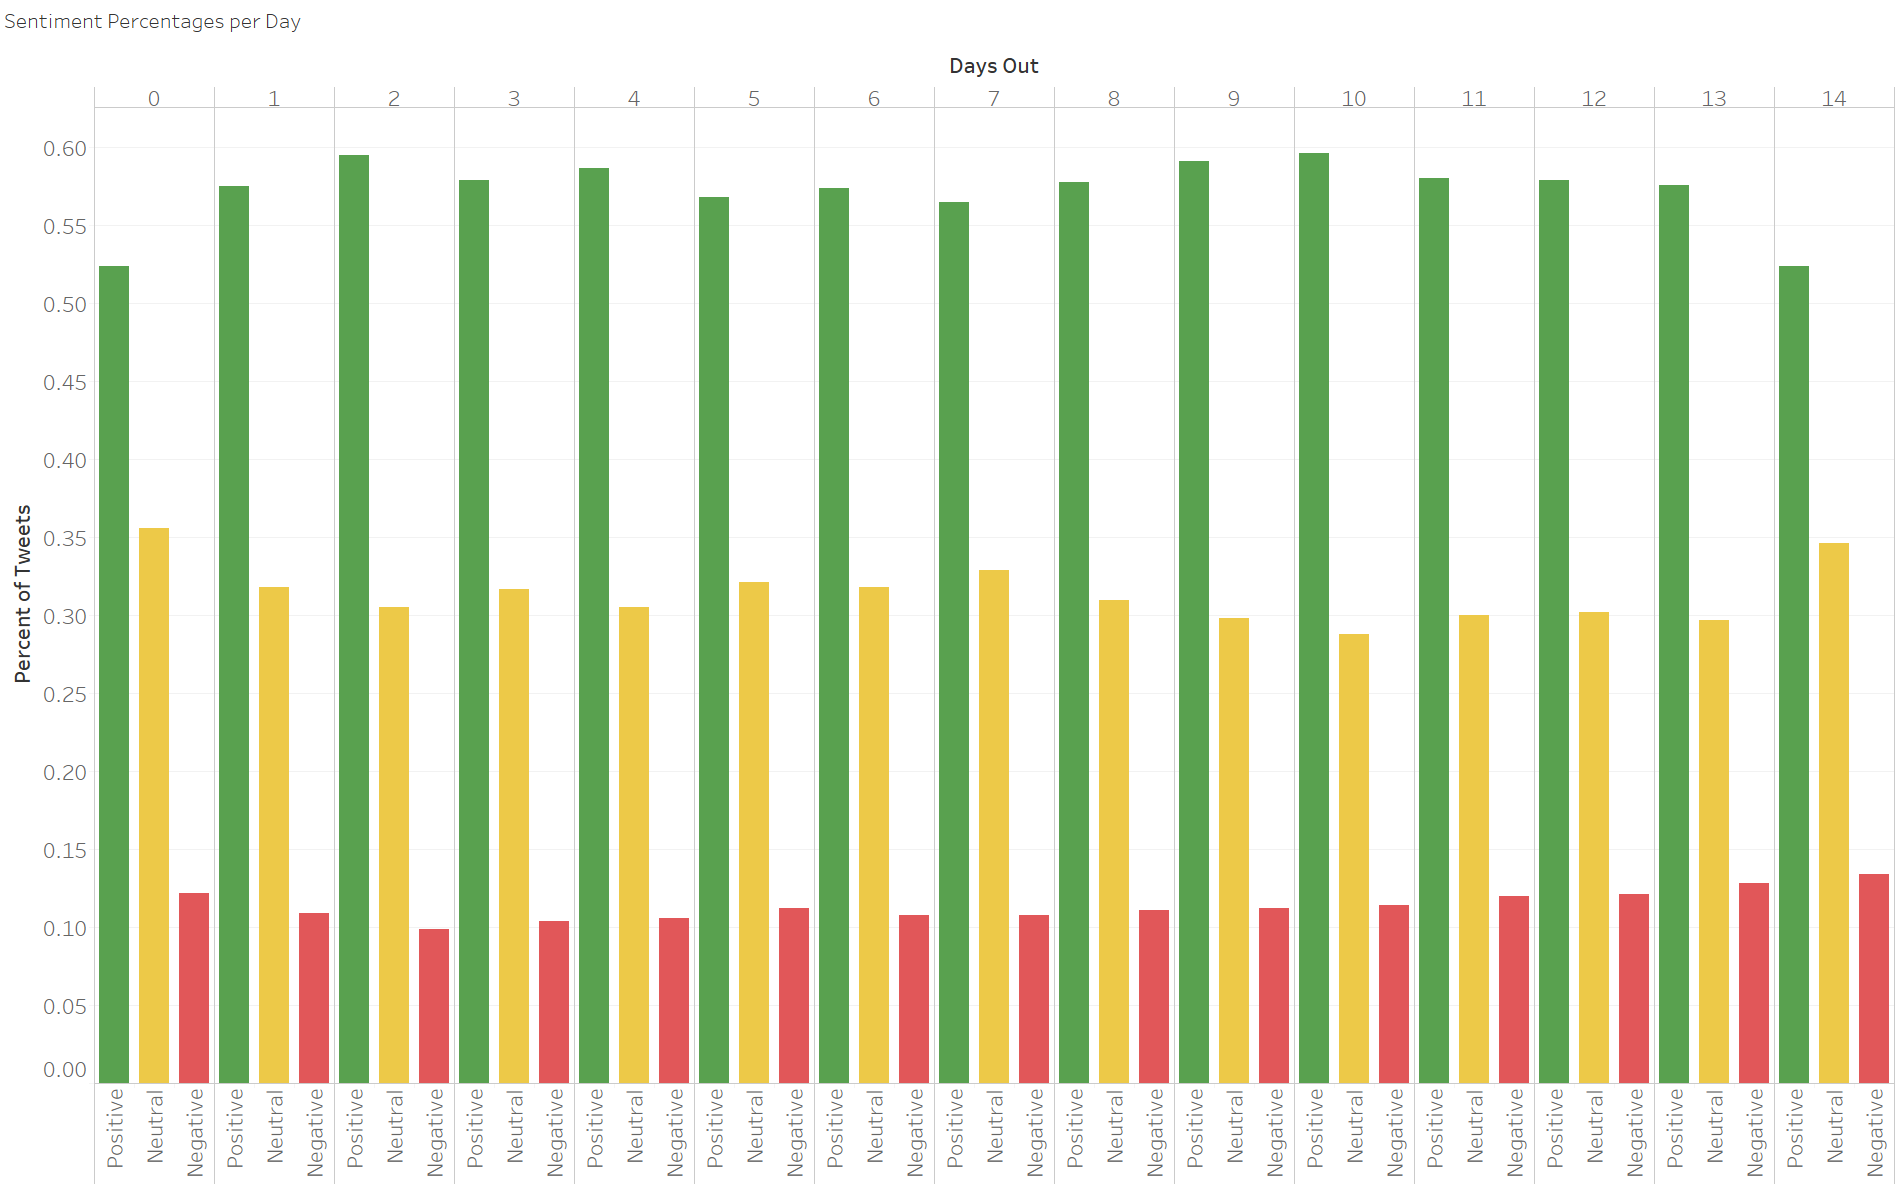 Sentiment Percentages per Day
Days Out
0 1 2 3 4 5 6 7 8 9 10 11 12 13 14
0.60
0.55
0.50
0.45
0.40
0.35
0.30
0.25
0.20
0.15
0.10
0.05
0.00
Percent of Tweets
Positive Neutral Negative Positive Neutral Negative Positive Neutral Negative Positive Neutral Negative Positive Neutral Negative Positive Neutral Negative Positive Neutral Negative Positive Neutral Negative Positive Neutral Negative Positive Neutral Negative Positive Neutral Negative Positive Neutral Negative Positive Neutral Negative Positive Neutral Negative Positive Neutral Negative